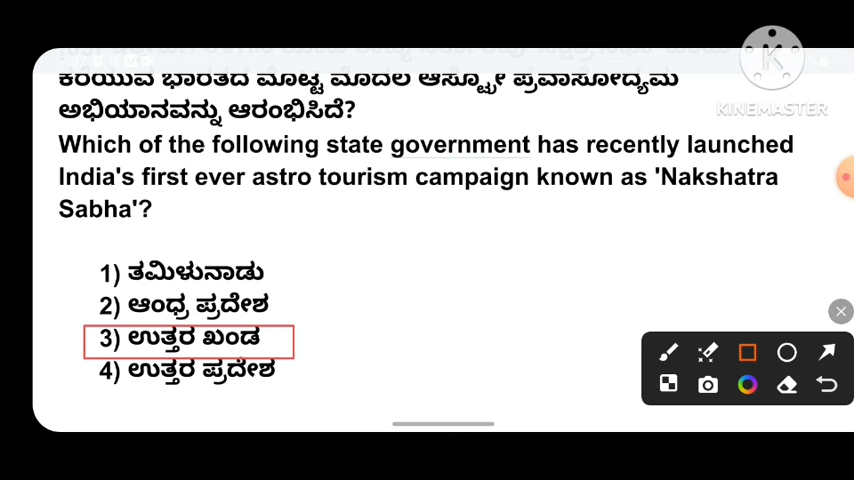 ಕರೆಯುವ ಭಾರತದ ಮೊಟ್ಟ ಮೊದಲ ಆಸ್ಟ್ರೋ ಪ್ರವಾಸೋದ್ಯಮ
ಅಭಿಯಾನವನ್ನು ಆರಂಭಿಸಿದೆ?
Which of the following state government has recently launched
India's first ever astro tourism campaign known as 'Nakshatra
Sabha'?
1) ತಮಿಳುನಾಡು
2) ಆಂಧ್ರ ಪ್ರದೇಶ
3) ಉತ್ತರ ಖಂಡ
4) ಉತ್ತರ ಪ್ರದೇಶ
KINEMASTER